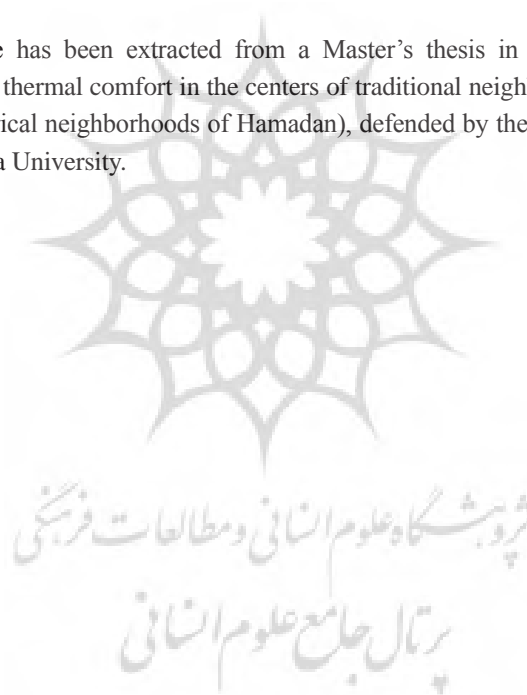 has been extracted from a Master's thesis in
thermal comfort in the centers of traditional neigh
rical neighborhoods of Hamadan), defended by the
a University.
پژوهشگاه علوم انسانی و مطالعات فرهنگی
پرتال جامع علوم انسانی